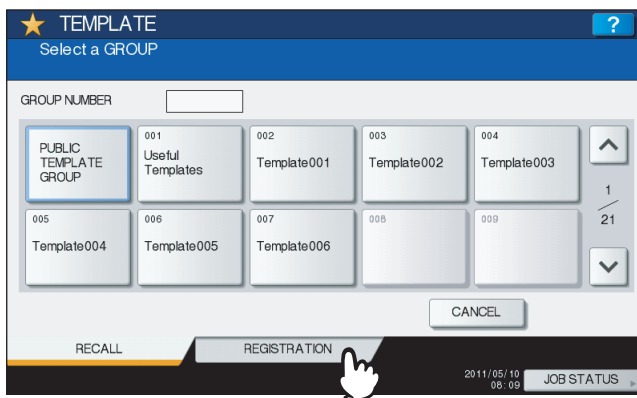 TEMPLATE
?
Select a GROUP
GROUP NUMBER
PUBLIC
TEMPLATE
GROUP
001
Useful
Templates
002
Template001
003
Template002
004
Template003
1
21
005
Template004
006
Template005
007
Template006
008
009
CANCEL
RECALL
REGISTRATION
2011/05/10
08:09
JOB STATUS